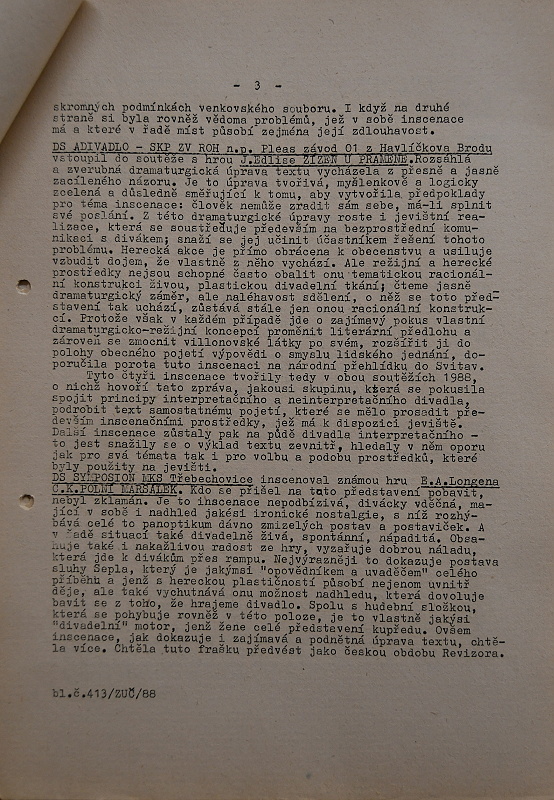 - 3 -
skromných podmínkách venkovského souboru. I když na druhé
straně si byla rovněž vědoma problémů, jež v sobě inscenace
má a které v řadě míst působí zejména její zdlouhavost.
DS ADIVADLO - SKP ZV ROH n.p. Pleas závod 01 z Havlíčkova Brodu
vstoupil do soutěže s hrou J.Edlise ŽÍZEŇ U PRAMENE.Rozsáhlá
a zverubná dramaturgická úprava textu vycházela z přesně a jasně
zacíleného názoru. Je to úprava tvořivá, myšlenkově a logicky
zcelená a důsledně směřující k tomu, aby vytvořila předpoklady
pro téma inscenace: člověk nemůže zradit sám sebe, má-li splnit
své poslání. Z této dramaturgické úpravy roste i jevištní rea-
lizace, která se soustřeďuje především na bezprostřední komu-
nikaci s divákem; snaží se jej učinit účastníkem řešení tohoto
problému. Herecká akce je přímo obrácena k obecenstvu a usiluje
vzbudit dojem, že vlastně z něho vychází. Ale režijní a herecké
prostředky nejsou schopné často obalit onu tematickou racionál-
ní konstrukci živou, plastickou divadelní tkání; čteme jasně
dramaturgický záměr, ale naléhavost sdělení, o něž se toto před-
stavení tak uchází, zůstává stále jen onou racionální konstruk-
cí. Protože však v každém případě jde o zajímavý pokus vlastní
dramaturgicko-režijní koncepcí proměnit literární předlohu a
zároveň se zmocnit villonovské látky po svém, rozšířit ji do
polohy obecného pojetí výpovědi o smyslu lidského jednání, do-
poručila porota tuto inscenaci na národní přehlídku do Svitav.
Tyto čtyři inscenace tvořily tedy v obou soutěžích 1988,
o nichž hovoří tato zpráva, jakousi skupinu, která se pokusila
spojit principy interpretačního a neinterpretačního divadla,
podrobit text samostatnému pojetí, které se mělo prosadit pře-
devším inscenačními prostředky, jež má k dispozici jeviště.
Další inscenace zůstaly pak na půdě divadla interpretačního -
to jest snažily se o výklad textu zevnitř, hledaly v něm oporu
jak pro svá témata tak i pro volbu a podobu prostředků, které
byly použity na jevišti.
DS SYMPOSION MKS Třebechovice inscenoval známou hru E.A.Longena
C.K.POLNÍ MARŠÁLEK. Kdo se přišel na toto představení pobavit,
nebyl zklamán. Je to inscenace nepodbízivá, divácky vděčná, ma-
jící v sobě i nadhled jakési ironické nostalgie, s níž rozhý-
bává celé to panoptikum dávno zmizelých postav a postaviček. A
v řadě situací také divadelně živá, spontánní, nápaditá. Obsa-
huje také i nakažlivou radost ze hry, vyzařuje dobrou náladu,
která jde k divákům přes rampu. Nejvýrazněji to dokazuje postava
sluhy Šepla, který je jakýmsi "opovědníkem a uvaděčem" celého
příběhu a jenž s hereckou plastičností působí nejenom uvnitř
děje, ale také vychutnává onu možnost nadhledu, která dovoluje
bavit se z toho, že hrajeme divadlo. Spolu s hudební složkou,
která se pohybuje rovněž v této poloze, je to vlastně jakýsi
"divadelní" motor, jenž žene celé představení kupředu. Ovšem
inscenace, jak dokazuje i zajímavá a podnětná úprava textu, chtě-
la více. Chtěla tuto frašku předvést jako českou obdobu Revizora.
bl.č.413/ZUČ/88